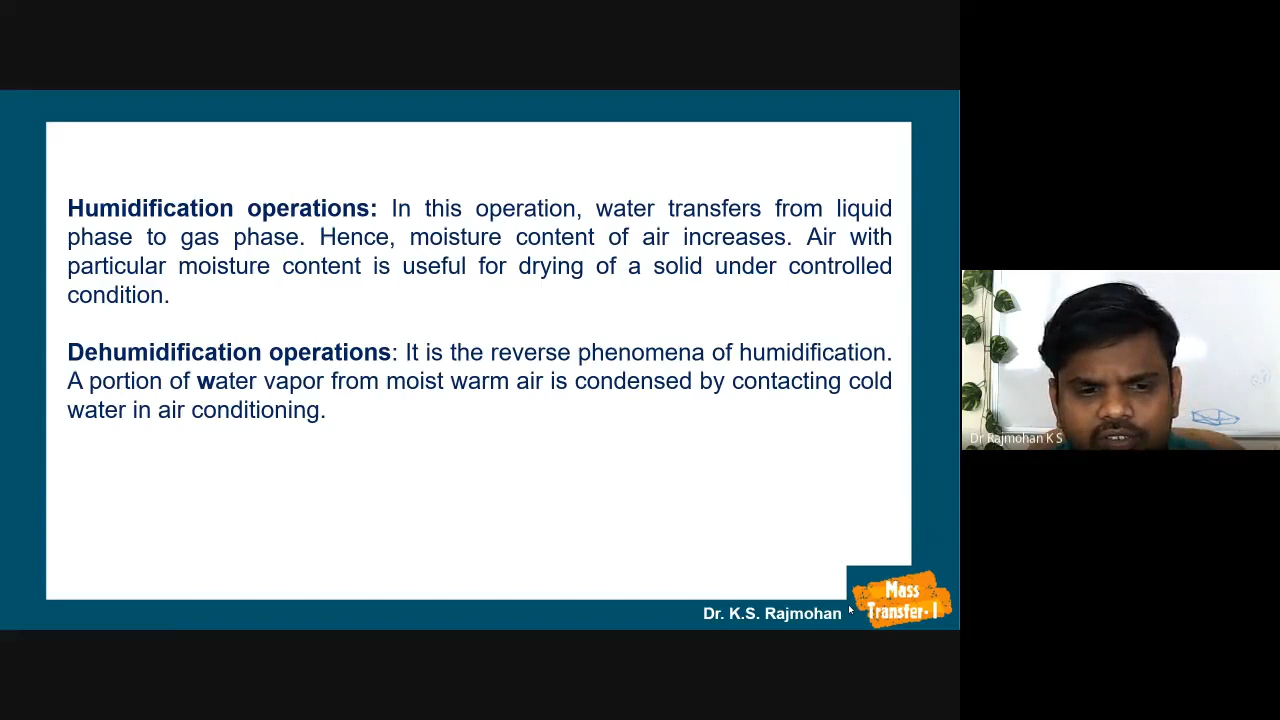 Humidification operations: In this operation, water transfers from liquid
phase to gas phase. Hence, moisture content of air increases. Air with
particular moisture content is useful for drying of a solid under controlled
condition.
Dehumidification operations: It is the reverse phenomena of humidification.
A portion of water vapor from moist warm air is condensed by contacting cold
water in air conditioning.
Dr. K.S. Rajmohan
Mass
Transfer-1
Dr Rajmohan K S